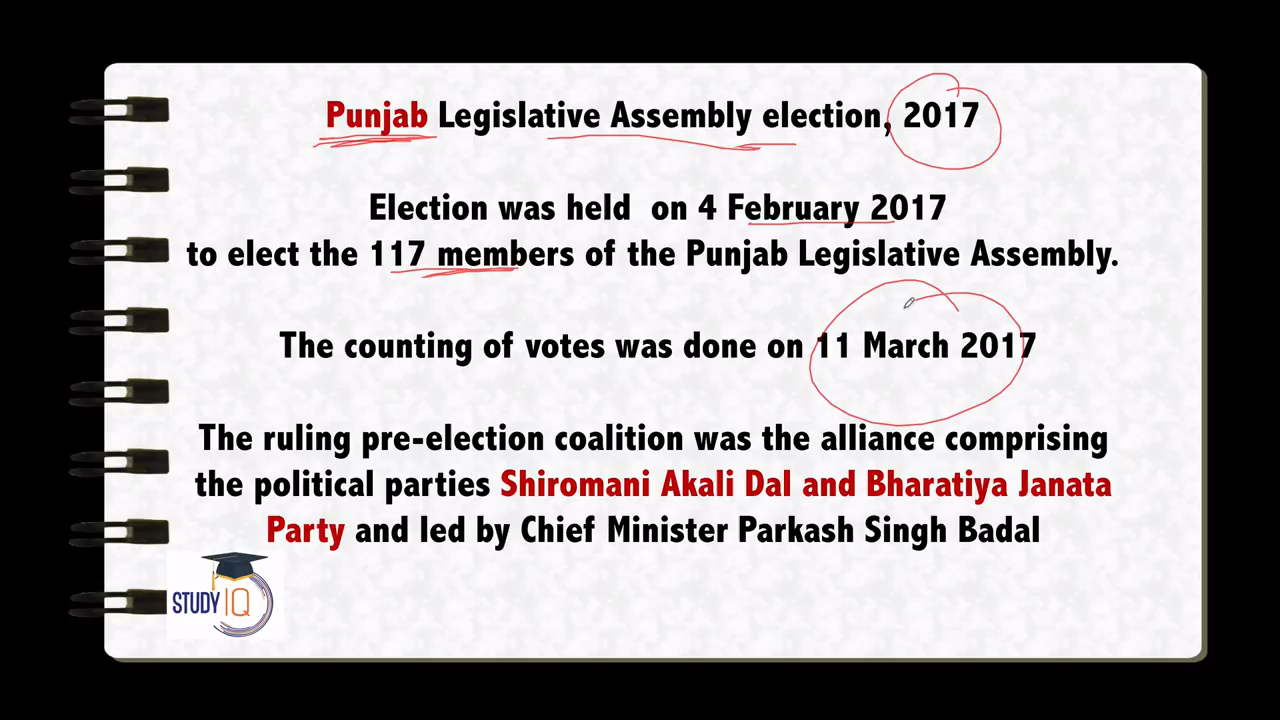 Punjab Legislative Assembly election, 2017
Election was held on 4 February 2017
to elect the 117 members of the Punjab Legislative Assembly.
The counting of votes was done on 11 March 2017
The ruling pre-election coalition was the alliance comprising
the political parties Shiromani Akali Dal and Bharatiya Janata
Party and led by Chief Minister Parkash Singh Badal
STUDY IQ